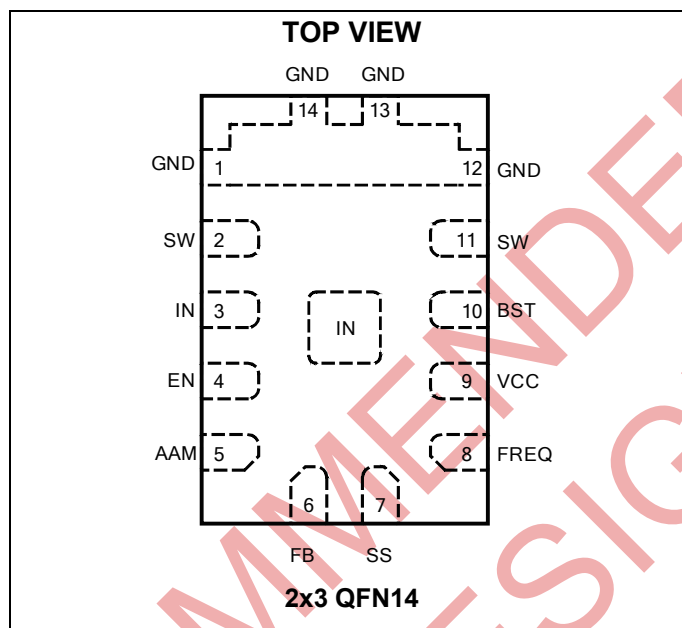 TOP VIEW
GND GND
14 13
GND 1 12 GND
SW 2 11 SW
IN 3 IN 10 BST
EN 4 9 VCC
AAM 5 8 FREQ
6 7
FB SS
2x3 QFN14